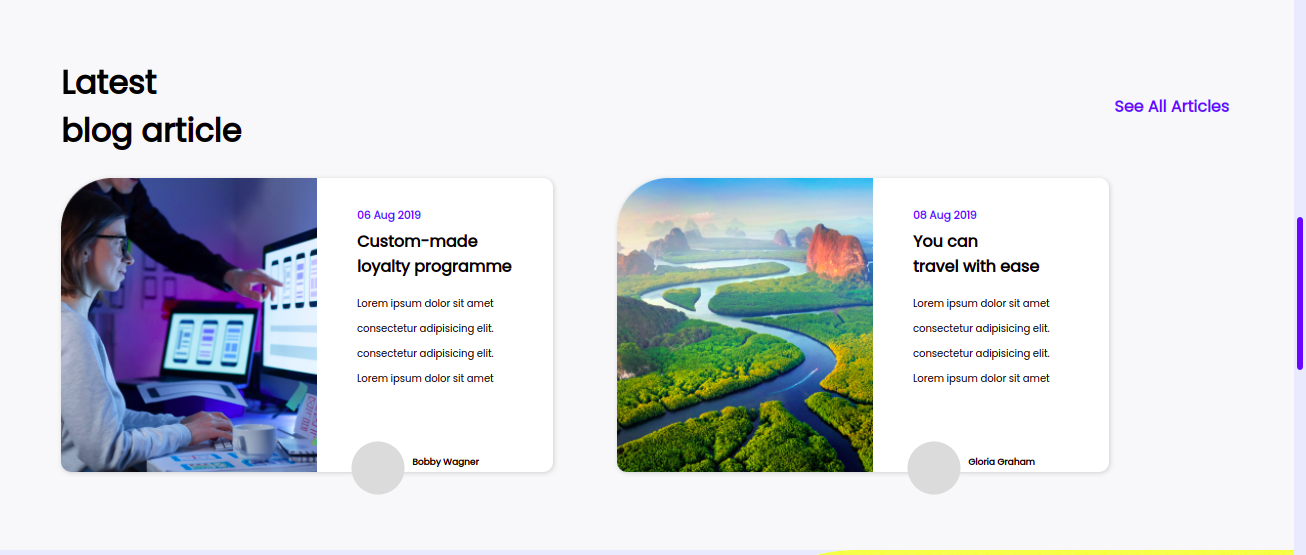 Latest
blog article
See All Articles
06 Aug 2019
Custom-made
loyalty programme
Lorem ipsum dolor sit amet
consectetur adipisicing elit.
consectetur adipisicing elit.
Lorem ipsum dolor sit amet
Bobby Wagner
08 Aug 2019
You can
travel with ease
Lorem ipsum dolor sit amet
consectetur adipisicing elit.
consectetur adipisicing elit.
Lorem ipsum dolor sit amet
Gloria Graham